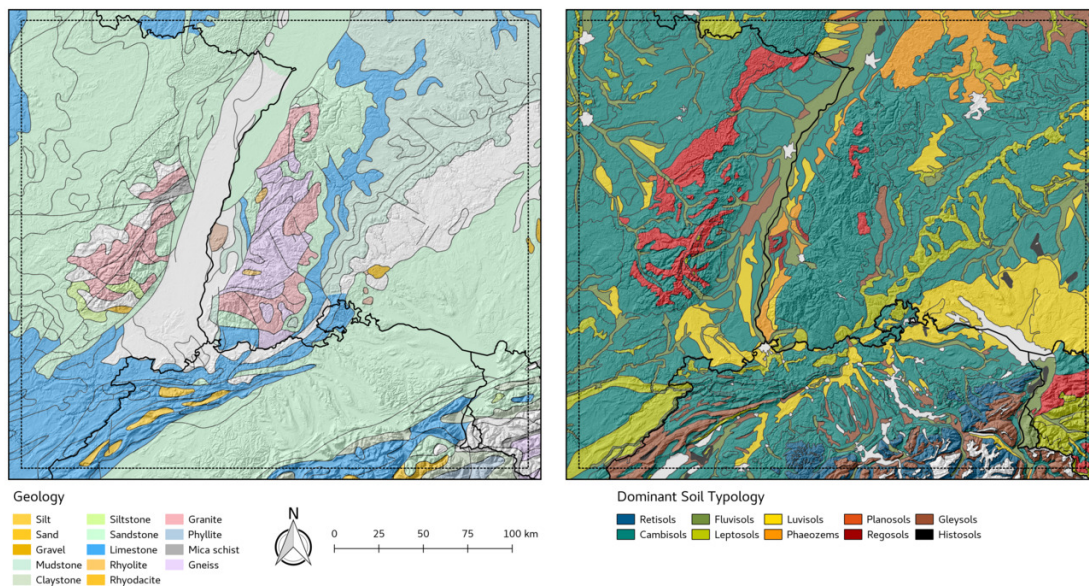 Geology
Silt
Sand
Gravel
Mudstone
Claystone
Siltstone
Sandstone
Limestone
Rhyolite
Rhyodacite
Granite
Phyllite
Mica schist
Gneiss
N
0 25 50 75 100 km
Dominant Soil Typology
Retisols
Cambisols
Fluvisols
Leptosols
Luvisols
Phaeozems
Planosols
Regosols
Gleysols
Histosols